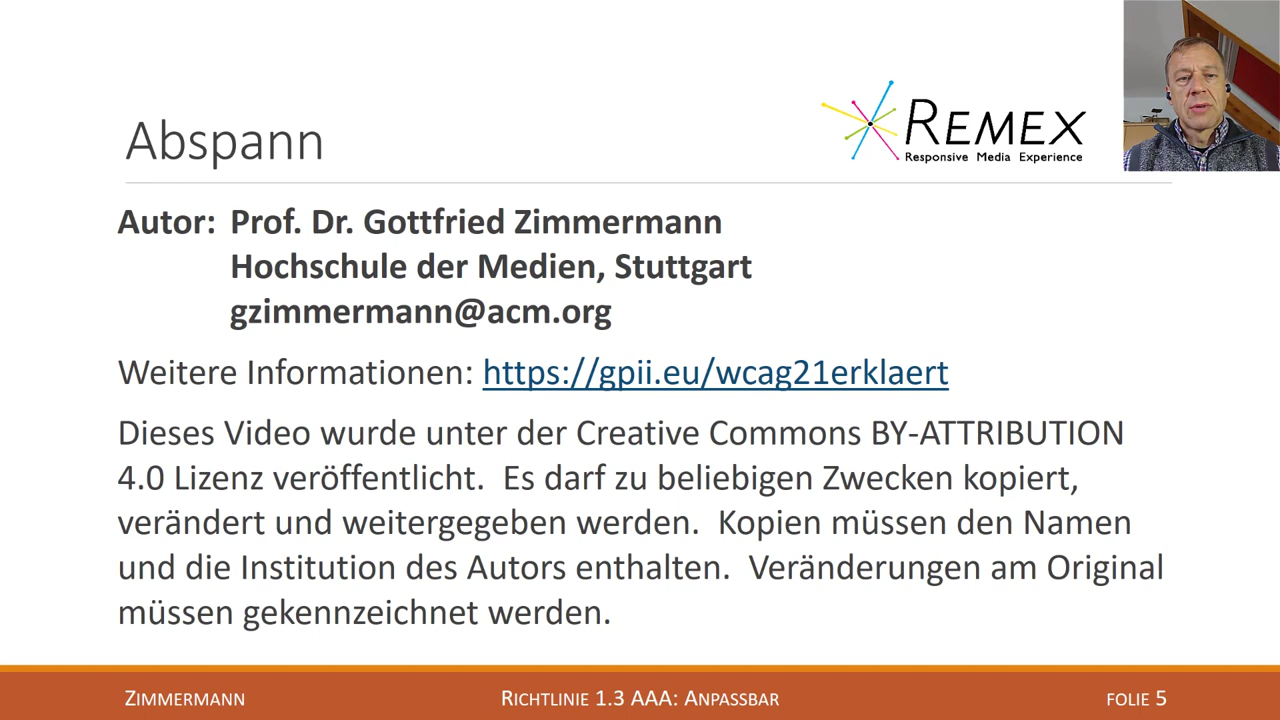 Abspann
REMEX
Responsive Media Experience
Autor: Prof. Dr. Gottfried Zimmermann
Hochschule der Medien, Stuttgart
gzimmermann@acm.org
Weitere Informationen: https://gpii.eu/wcag21erklaert
Dieses Video wurde unter der Creative Commons BY-ATTRIBUTION
4.0 Lizenz veröffentlicht. Es darf zu beliebigen Zwecken kopiert,
verändert und weitergegeben werden. Kopien müssen den Namen
und die Institution des Autors enthalten. Veränderungen am Original
müssen gekennzeichnet werden.
ZIMMERMANN
RICHTLINIE 1.3 AAA: ANPASSBAR
FOLIE 5